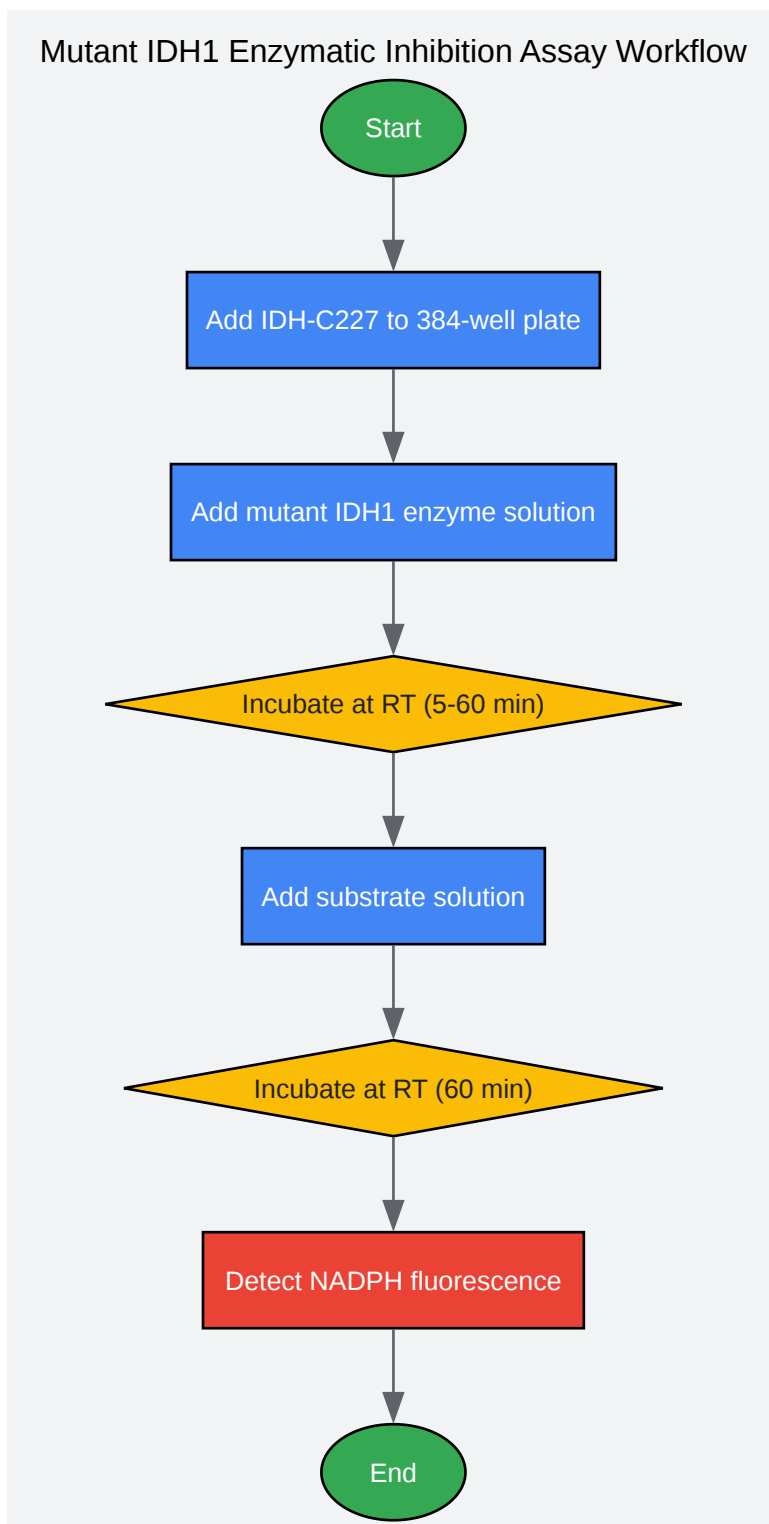 Mutant IDH1 Enzymatic Inhibition Assay Workflow
Start
Add IDH-C227 to 384-well plate
Add mutant IDH1 enzyme solution
Incubate at RT (5-60 min)
Add substrate solution
Incubate at RT (60 min)
Detect NADPH fluorescence
End